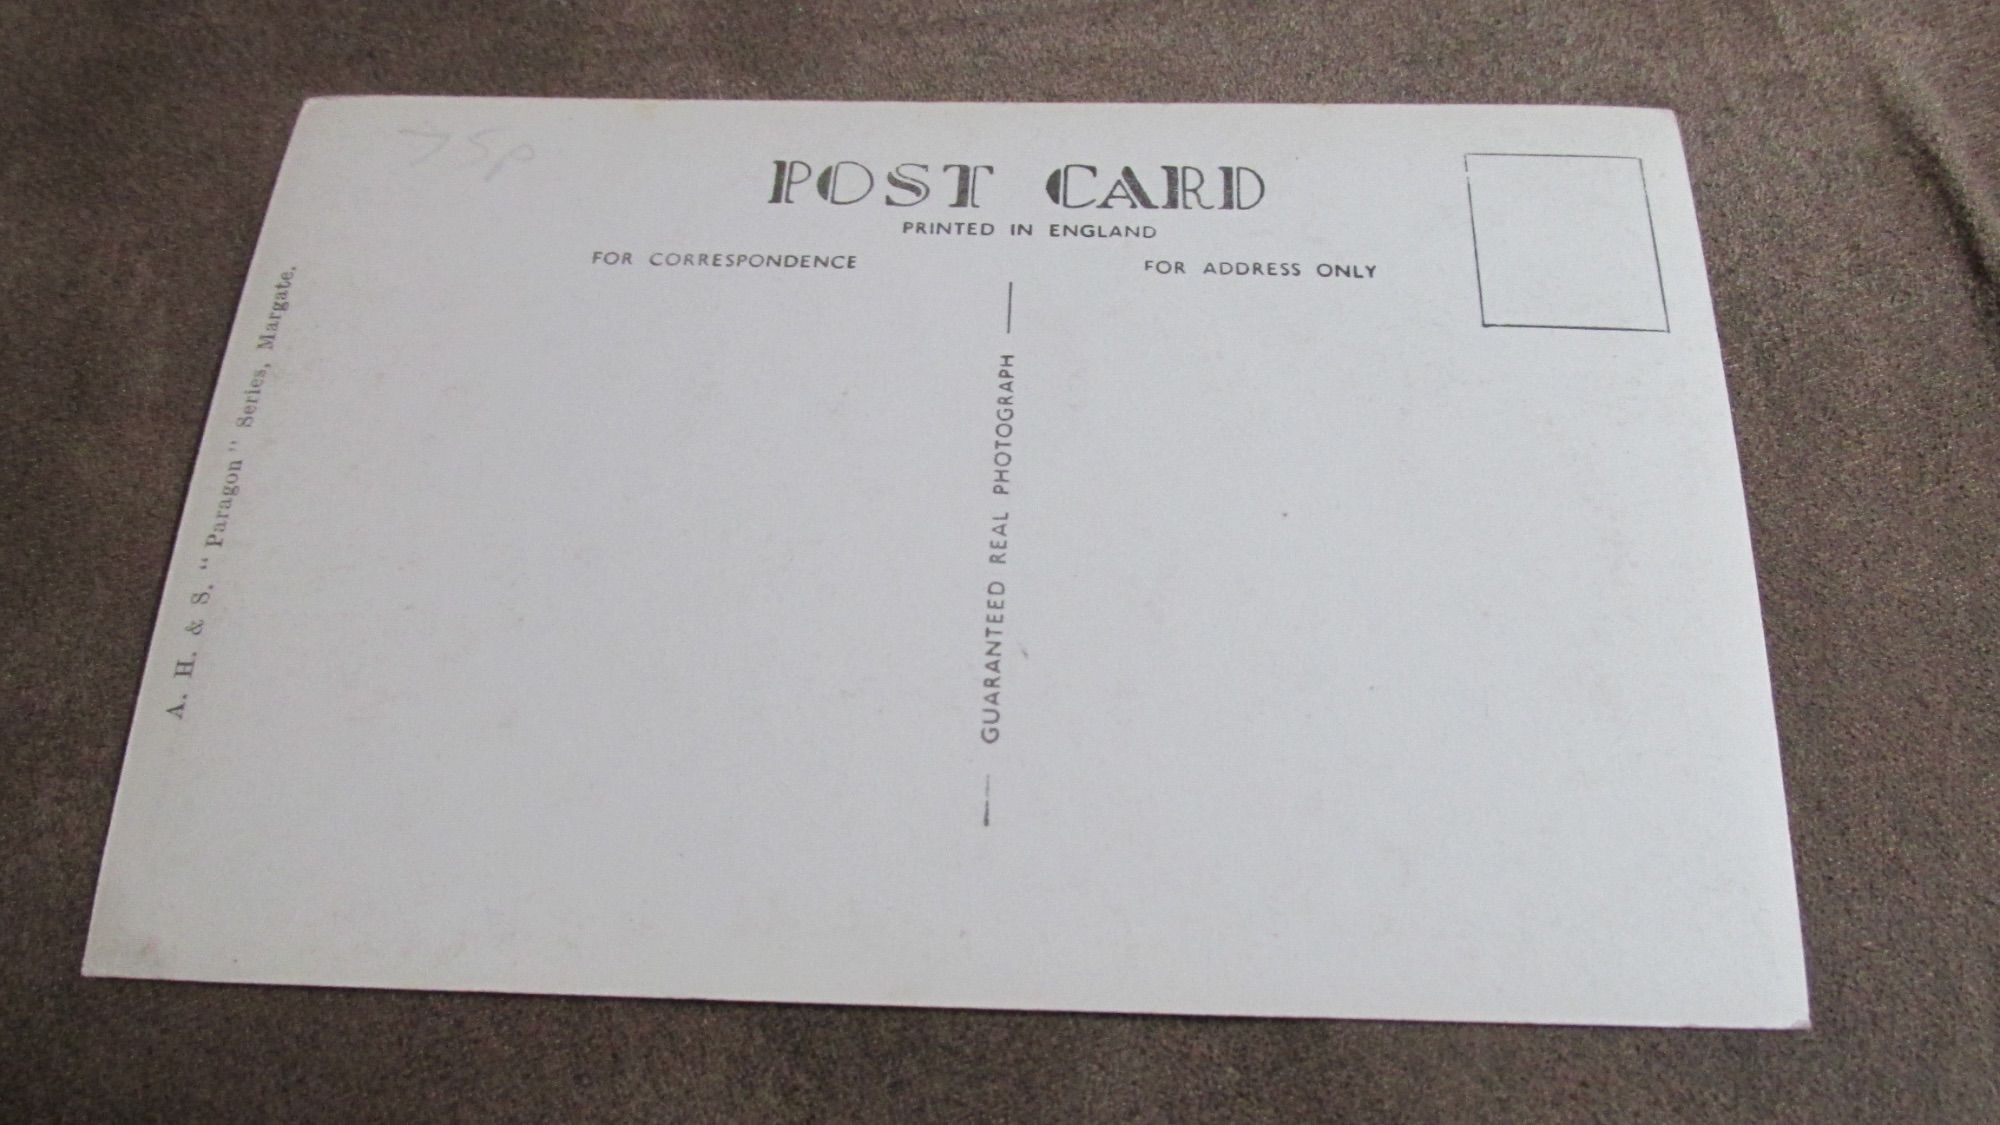 75p
POST CARD
PRINTED IN ENGLAND
FOR CORRESPONDENCE
FOR ADDRESS ONLY
A. H. & S. "Paragon" Series, Margate.
GUARANTEED REAL PHOTOGRAPH